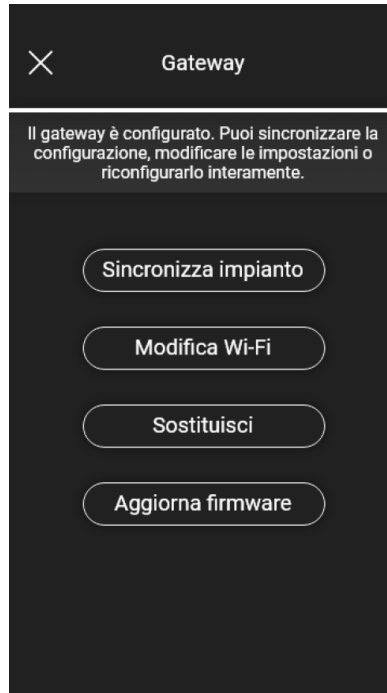 Gateway
Il gateway è configurato. Puoi sincronizzare la
configurazione, modificare le impostazioni o
riconfigurarlo interamente.
Sincronizza impianto
Modifica Wi-Fi
Sostituisci
Aggiorna firmware